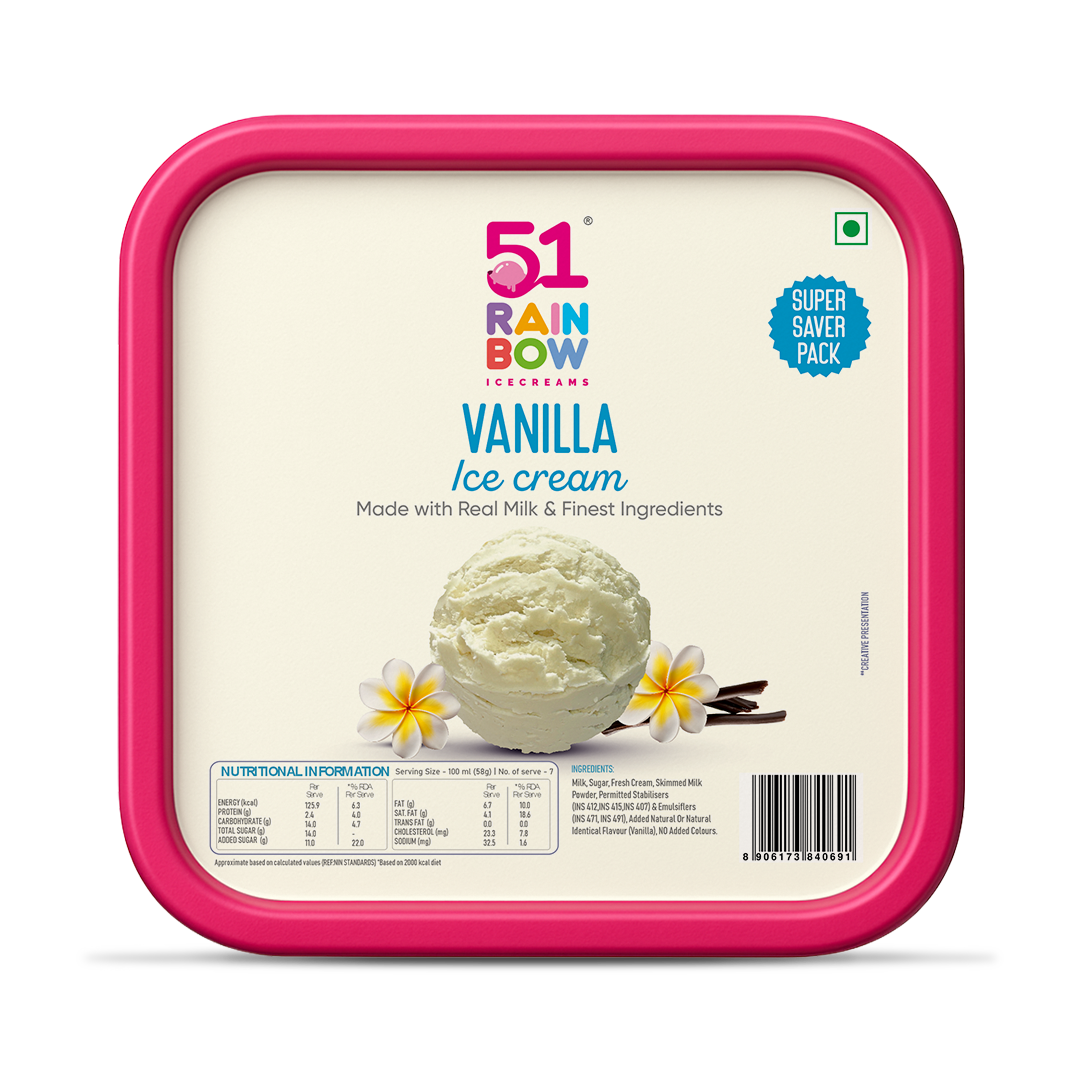 51®
RAIN
BOW
ICECREAMS
SUPER
SAVER
PACK
VANILLA
Ice cream
Made with Real Milk & Finest Ingredients
**CREATIVE PRESENTATION
NUTRITIONAL INFORMATION Serving Size - 100 ml (58g) | No. of serve - 7
Per Serve *% RDA Per Serve
ENERGY (kcal) 125.9 6.3
PROTEIN (g) 2.4 4.0
CARBOHYDRATE (g) 14.0 4.7
TOTAL SUGAR (g) 14.0 -
ADDED SUGAR (g) 11.0 22.0
Per Serve *% RDA Per Serve
FAT (g) 6.7 10.0
SAT. FAT (g) 4.1 18.6
TRANS FAT (g) 0.0 0.0
CHOLESTEROL (mg) 23.3 7.8
SODIUM (mg) 32.5 1.6
Approximate based on calculated values (REF.NIN STANDARDS) *Based on 2000 kcal diet
INGREDIENTS:
Milk, Sugar, Fresh Cream, Skimmed Milk
Powder, Permitted Stabilisers
(INS 412,INS 415,INS 407) & Emulsiflers
(INS 471, INS 491), Added Natural Or Natural
Identical Flavour (Vanilla), NO Added Colours.
8 906173 840691